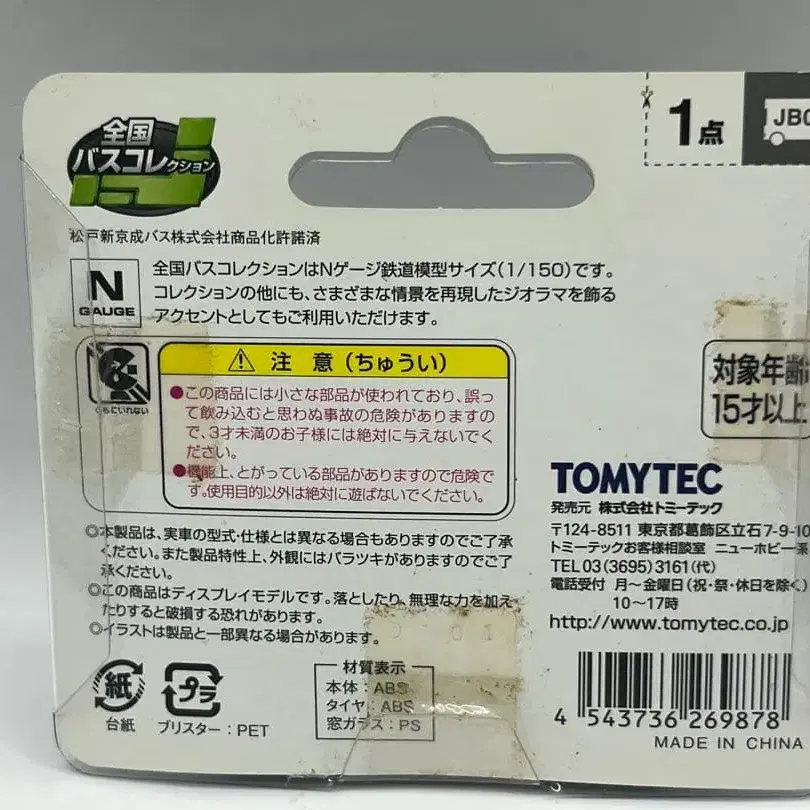 全国
バスコレクション
1点
JBC
松戸新京成バス株式会社商品化許諾済
N
GAUGE
全国バスコレクションはNゲージ鉄道模型サイズ(1/150)です。
コレクションの他にも、さまざまな情景を再現したジオラマを飾る
アクセントとしてもご利用いただけます。
くちにいれない
注 意 (ちゅうい)
●この商品には小さな部品が使われており、誤っ
て飲み込むと思わぬ事故の危険がありますの
で、3才未満のお子様には絶対に与えないでく
ださい。
●機能上、とがっている部品がありますので危険で
す。使用目的以外は絶対に遊ばないでください。
対象年齢
15才以上
◎本製品は、実車の型式・仕様とは異なる場合もありますのでご了承
ください。また製品特性上、外観にはバラツキがありますのでご了
承ください。
◎この商品はディスプレイモデルです。落としたり、無理な力を加え
たりすると破損する恐れがあります。
◎イラストは製品と一部異なる場合があります。
TOMYTEC
発売元 株式会社トミーテック
〒124-8511 東京都葛飾区立石7-9-10
トミーテックお客様相談室 ニューホビー系
TEL 03(3695)3161(代)
電話受付 月〜金曜日(祝・祭・休日を除く)
10〜17時
http://www.tomytec.co.jp
紙
台紙
プラ
ブリスター:PET
材質表示
本体:ABS
タイヤ:ABS
窓ガラス:PS
4 543736 269878
MADE IN CHINA